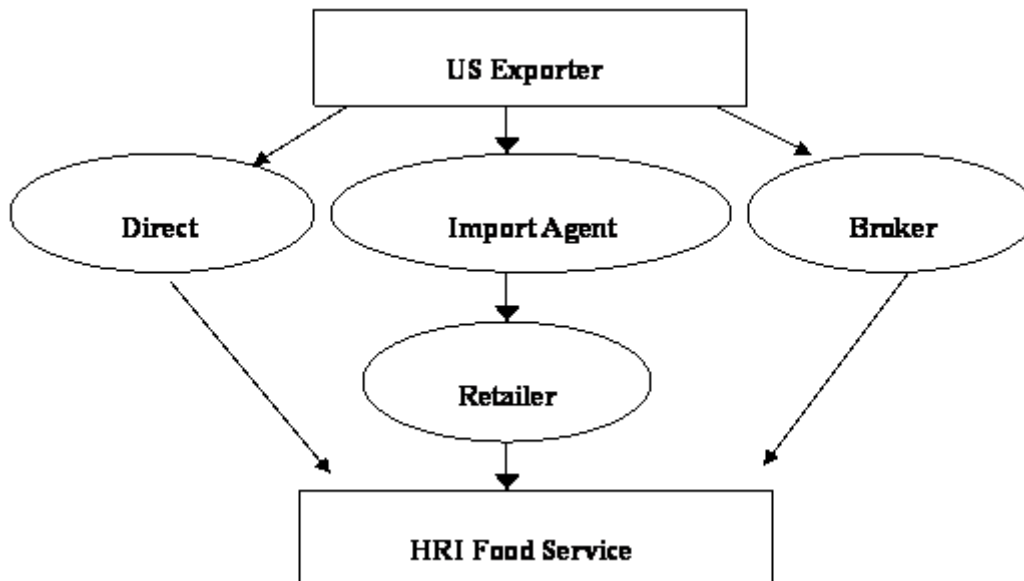 US Exporter
Direct
Import Agent
Broker
Retailer
HRI Food Service